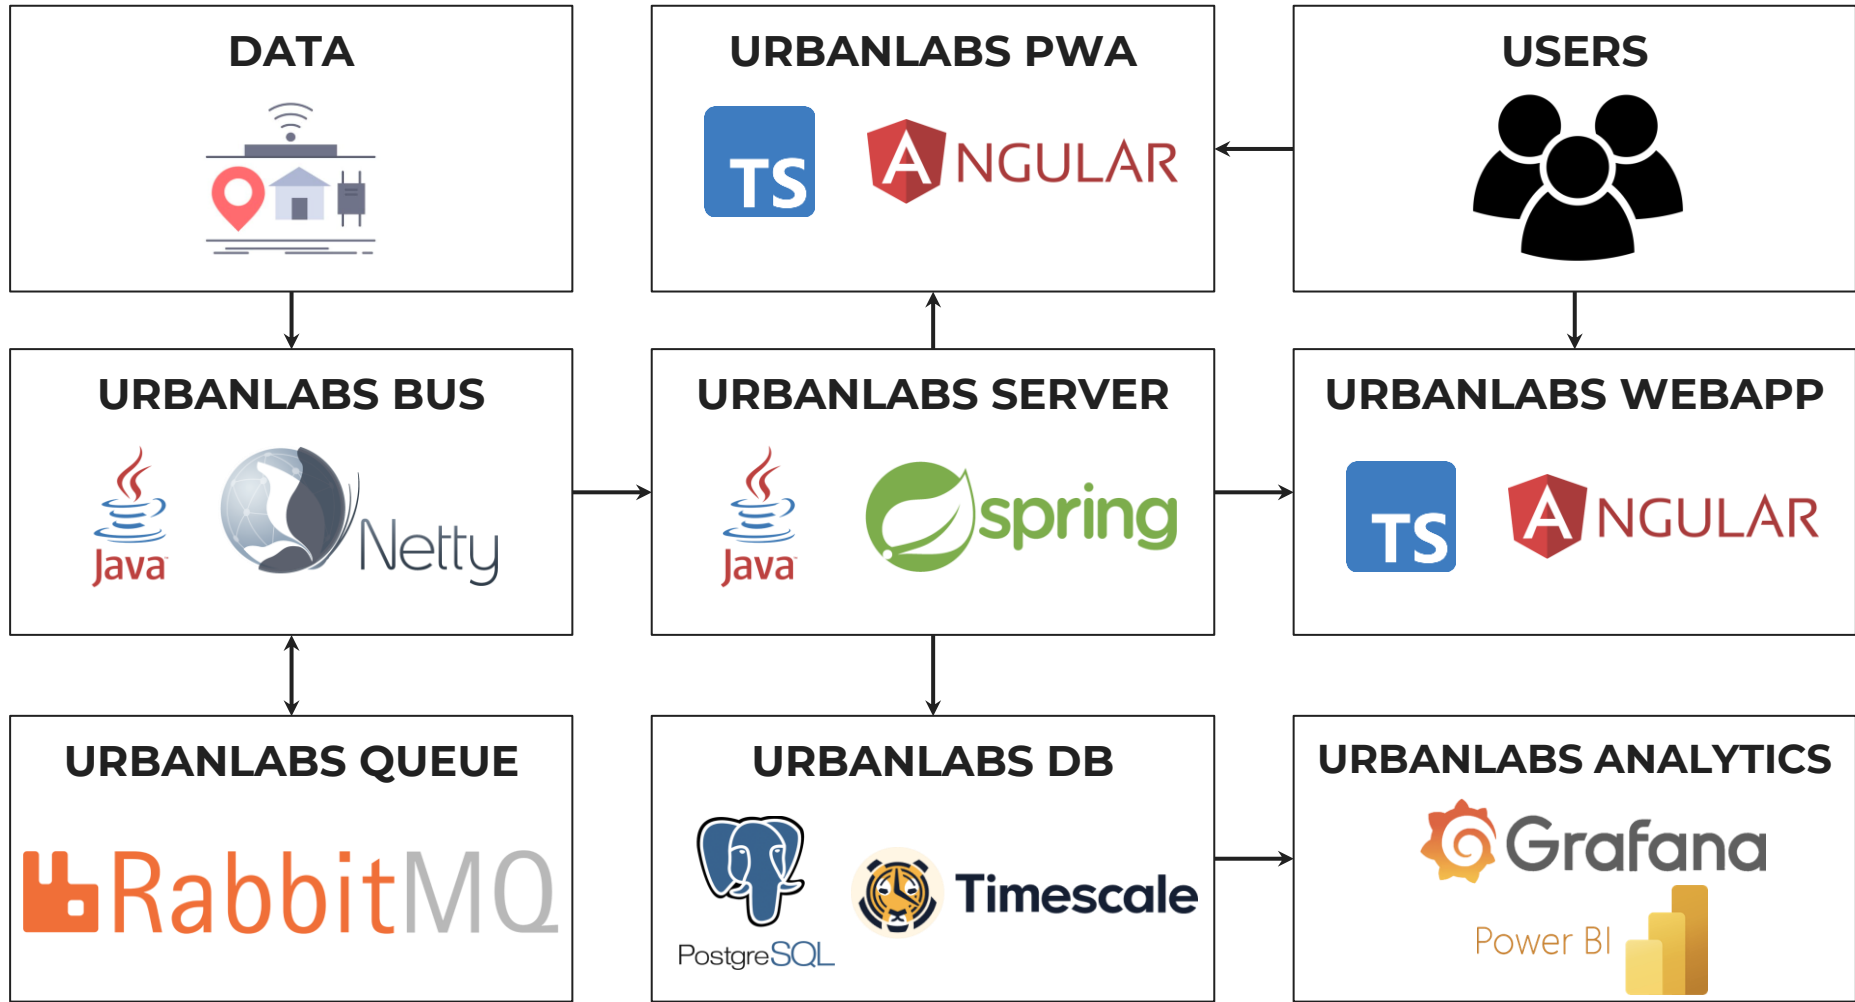 DATA
URBANLABS PWA
TS
ANGULAR
USERS
URBANLABS BUS
Java
Netty
URBANLABS SERVER
Java
spring
URBANLABS WEBAPP
TS
ANGULAR
URBANLABS QUEUE
RabbitMQ
URBANLABS DB
PostgreSQL
Timescale
URBANLABS ANALYTICS
Grafana
Power BI